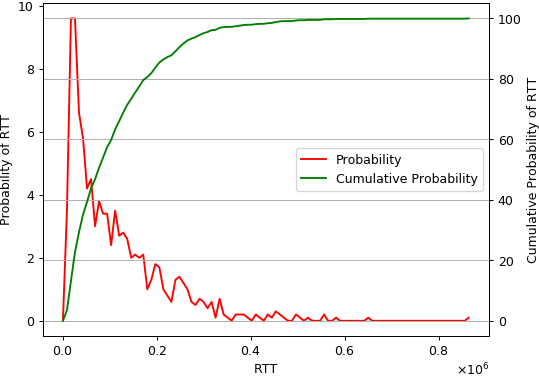 10
8
6
4
2
0
Probability of RTT
100
80
60
40
20
0
Cumulative Probability of RTT
Probability
Cumulative Probability
0.0 0.2 0.4 0.6 0.8
RTT
×10⁶